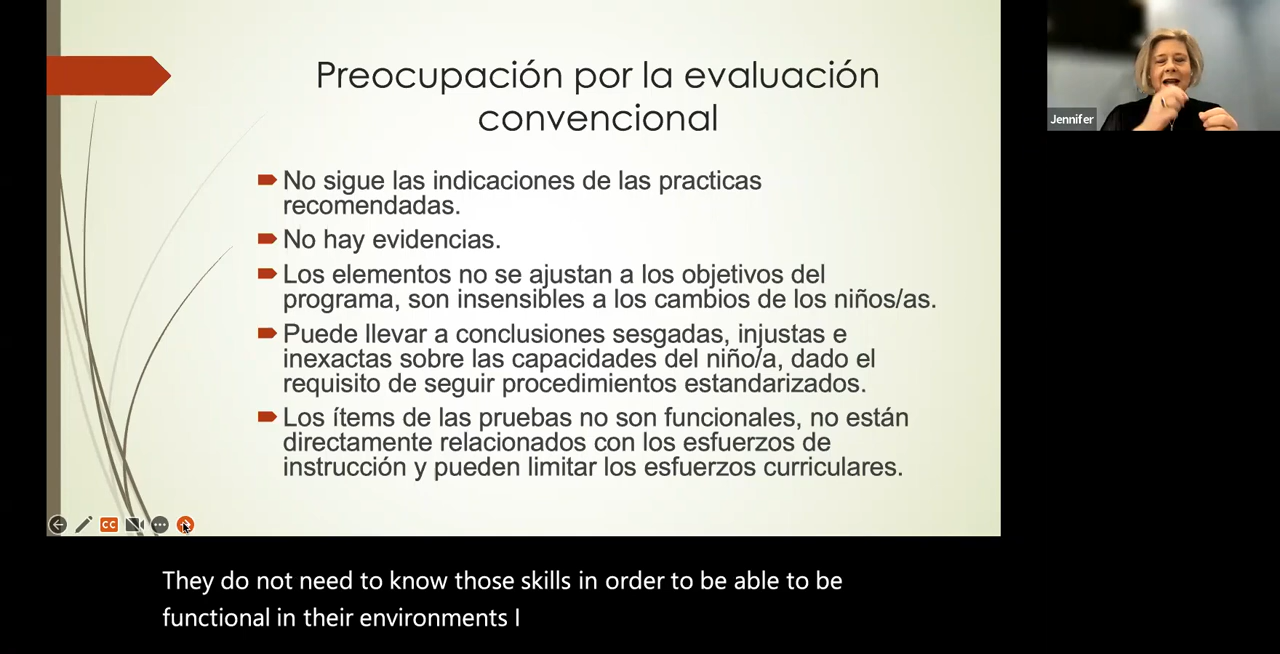 Preocupación por la evaluación
convencional
No sigue las indicaciones de las practicas
recomendadas.
No hay evidencias.
Los elementos no se ajustan a los objetivos del
programa, son insensibles a los cambios de los niños/as.
Puede llevar a conclusiones sesgadas, injustas e
inexactas sobre las capacidades del niño/a, dado el
requisito de seguir procedimientos estandarizados.
Los ítems de las pruebas no son funcionales, no están
directamente relacionados con los esfuerzos de
instrucción y pueden limitar los esfuerzos curriculares.
Jennifer
CC
They do not need to know those skills in order to be able to be
functional in their environments I